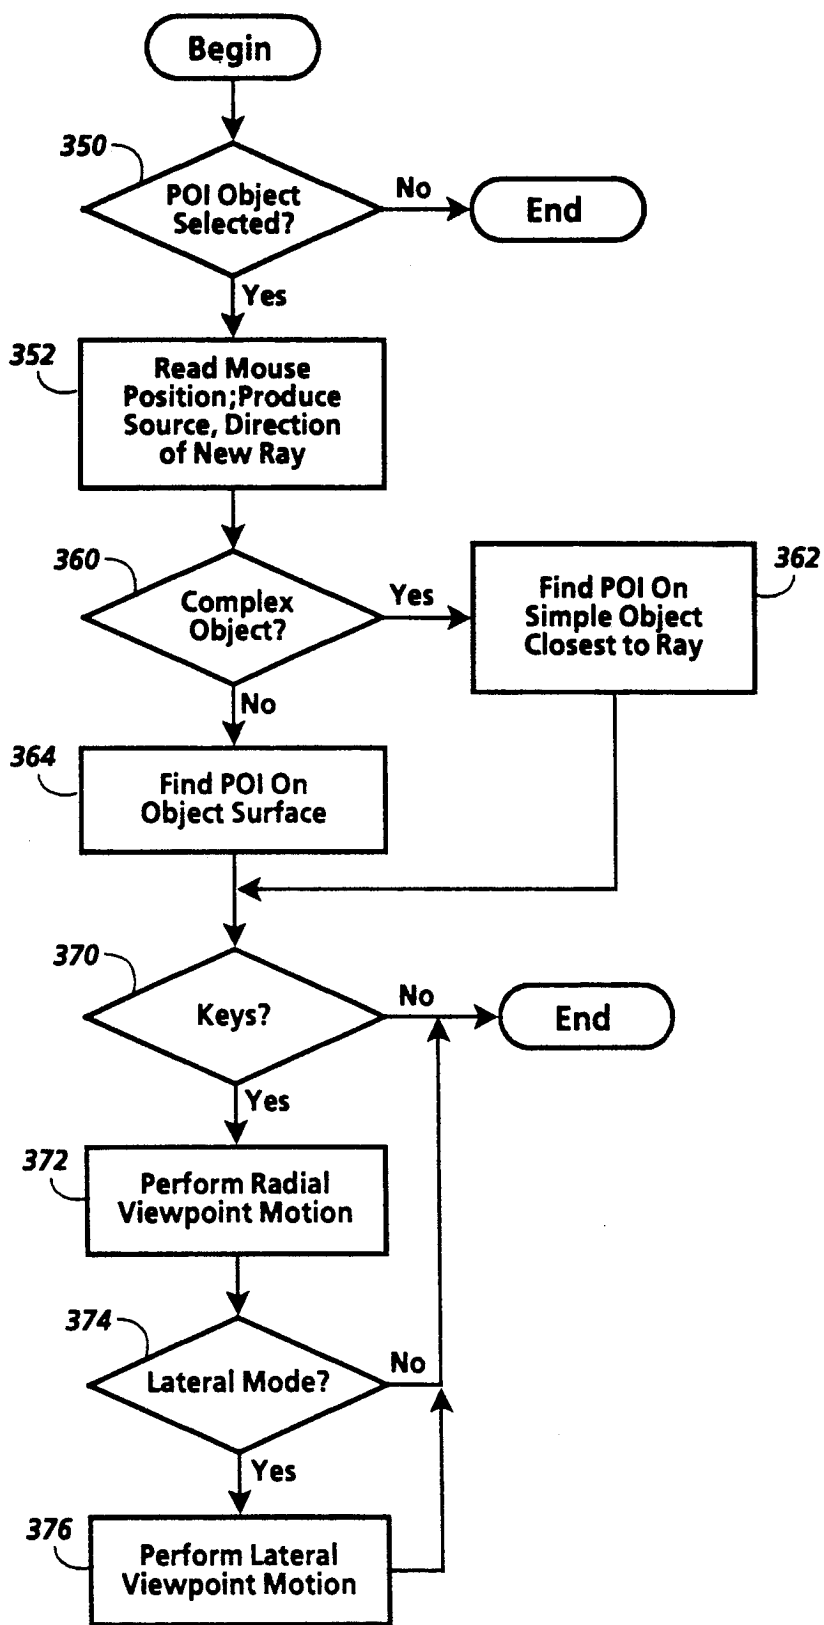 Begin
350
POI Object
Selected?
No
End
Yes
352
Read Mouse
Position;Produce
Source, Direction
of New Ray
360
Complex
Object?
Yes
362
Find POI On
Simple Object
Closest to Ray
No
364
Find POI On
Object Surface
370
Keys?
No
End
Yes
372
Perform Radial
Viewpoint Motion
374
Lateral Mode?
No
Yes
376
Perform Lateral
Viewpoint Motion